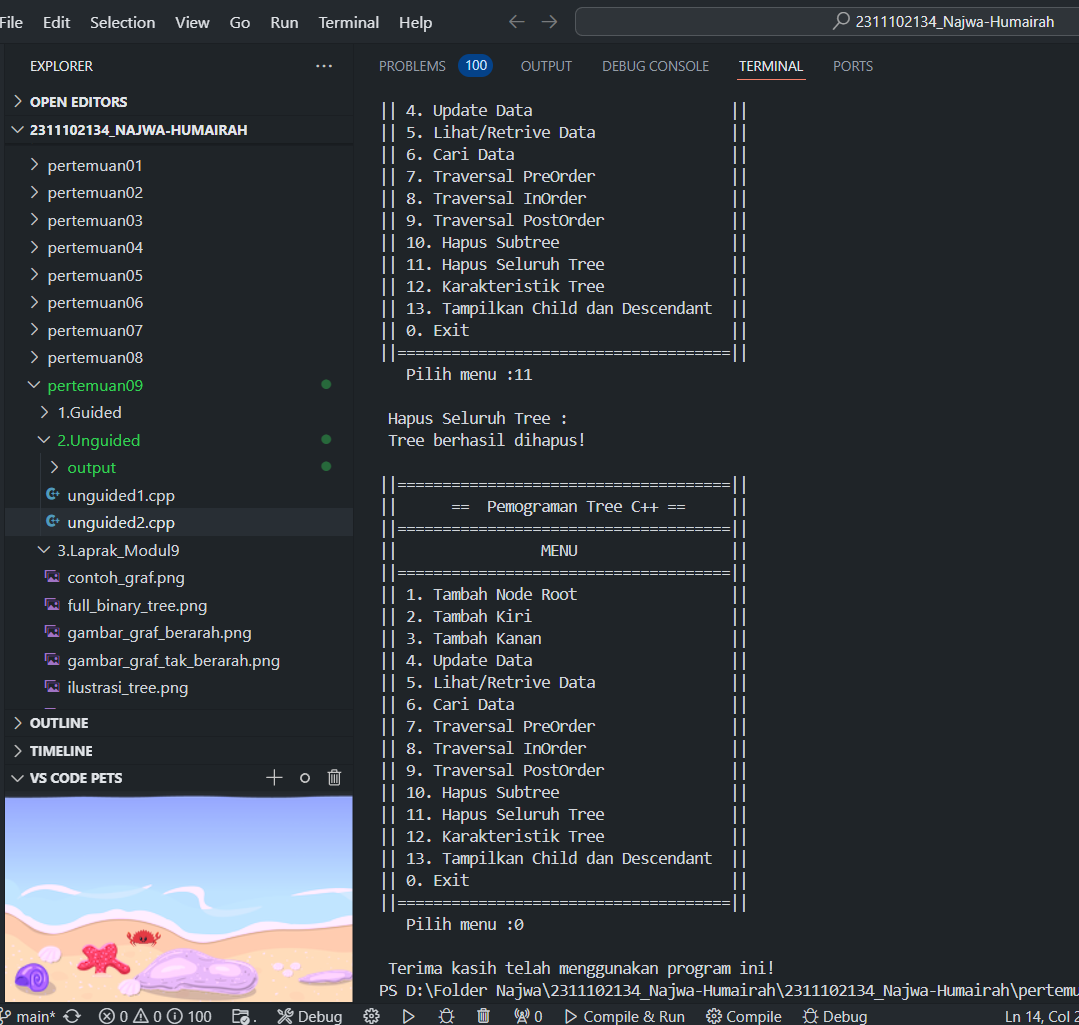 File Edit Selection View Go Run Terminal Help
2311102134_Najwa-Humairah
EXPLORER
OPEN EDITORS
2311102134_NAJWA-HUMAIRAH
pertemuan01
pertemuan02
pertemuan03
pertemuan04
pertemuan05
pertemuan06
pertemuan07
pertemuan08
pertemuan09
1.Guided
2.Unguided
output
unguided1.cpp
unguided2.cpp
3.Laprak_Modul9
contoh_graf.png
full_binary_tree.png
gambar_graf_berarah.png
gambar_graf_tak_berarah.png
ilustrasi_tree.png
OUTLINE
TIMELINE
VS CODE PETS
PROBLEMS 100 OUTPUT DEBUG CONSOLE TERMINAL PORTS
|| 4. Update Data ||
|| 5. Lihat/Retrive Data ||
|| 6. Cari Data ||
|| 7. Traversal PreOrder ||
|| 8. Traversal InOrder ||
|| 9. Traversal PostOrder ||
|| 10. Hapus Subtree ||
|| 11. Hapus Seluruh Tree ||
|| 12. Karakteristik Tree ||
|| 13. Tampilkan Child dan Descendant ||
|| 0. Exit ||
||=====================================||
Pilih menu :11
Hapus Seluruh Tree :
Tree berhasil dihapus!
||=====================================||
|| == Pemograman Tree C++ == ||
||=====================================||
|| MENU ||
||=====================================||
|| 1. Tambah Node Root ||
|| 2. Tambah Kiri ||
|| 3. Tambah Kanan ||
|| 4. Update Data ||
|| 5. Lihat/Retrive Data ||
|| 6. Cari Data ||
|| 7. Traversal PreOrder ||
|| 8. Traversal InOrder ||
|| 9. Traversal PostOrder ||
|| 10. Hapus Subtree ||
|| 11. Hapus Seluruh Tree ||
|| 12. Karakteristik Tree ||
|| 13. Tampilkan Child dan Descendant ||
|| 0. Exit ||
||=====================================||
Pilih menu :0
Terima kasih telah menggunakan program ini!
PS D:\Folder Najwa\2311102134_Najwa-Humairah\2311102134_Najwa-Humairah\pertemu
main* 0 0 100 . Debug 0 Compile & Run Compile Debug Ln 14, Col 2